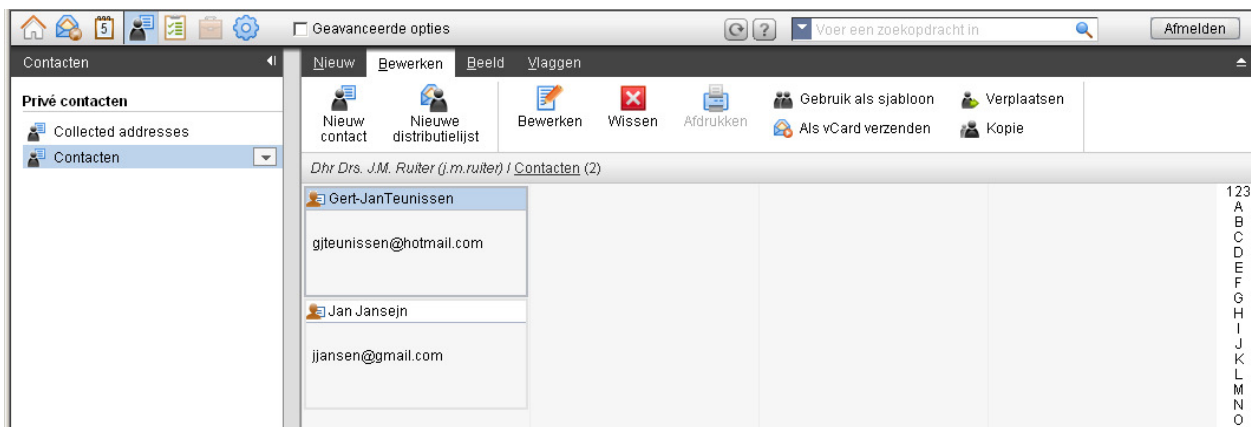 5
Geavanceerde opties
Voer een zoekopdracht in
Afmelden
Contacten
Nieuw Bewerken Beeld Vlaggen
Privé contacten
Collected addresses
Contacten
Nieuw contact
Nieuwe distributielijst
Bewerken
Wissen
Afdrukken
Gebruik als sjabloon
Als vCard verzenden
Verplaatsen
Kopie
Dhr Drs. J.M. Ruiter (j.m.ruiter) / Contacten (2)
Gert-JanTeunissen
gjteunissen@hotmail.com
Jan Jansejn
jjansen@gmail.com
123
A
B
C
D
E
F
G
H
I
J
K
L
M
N
O